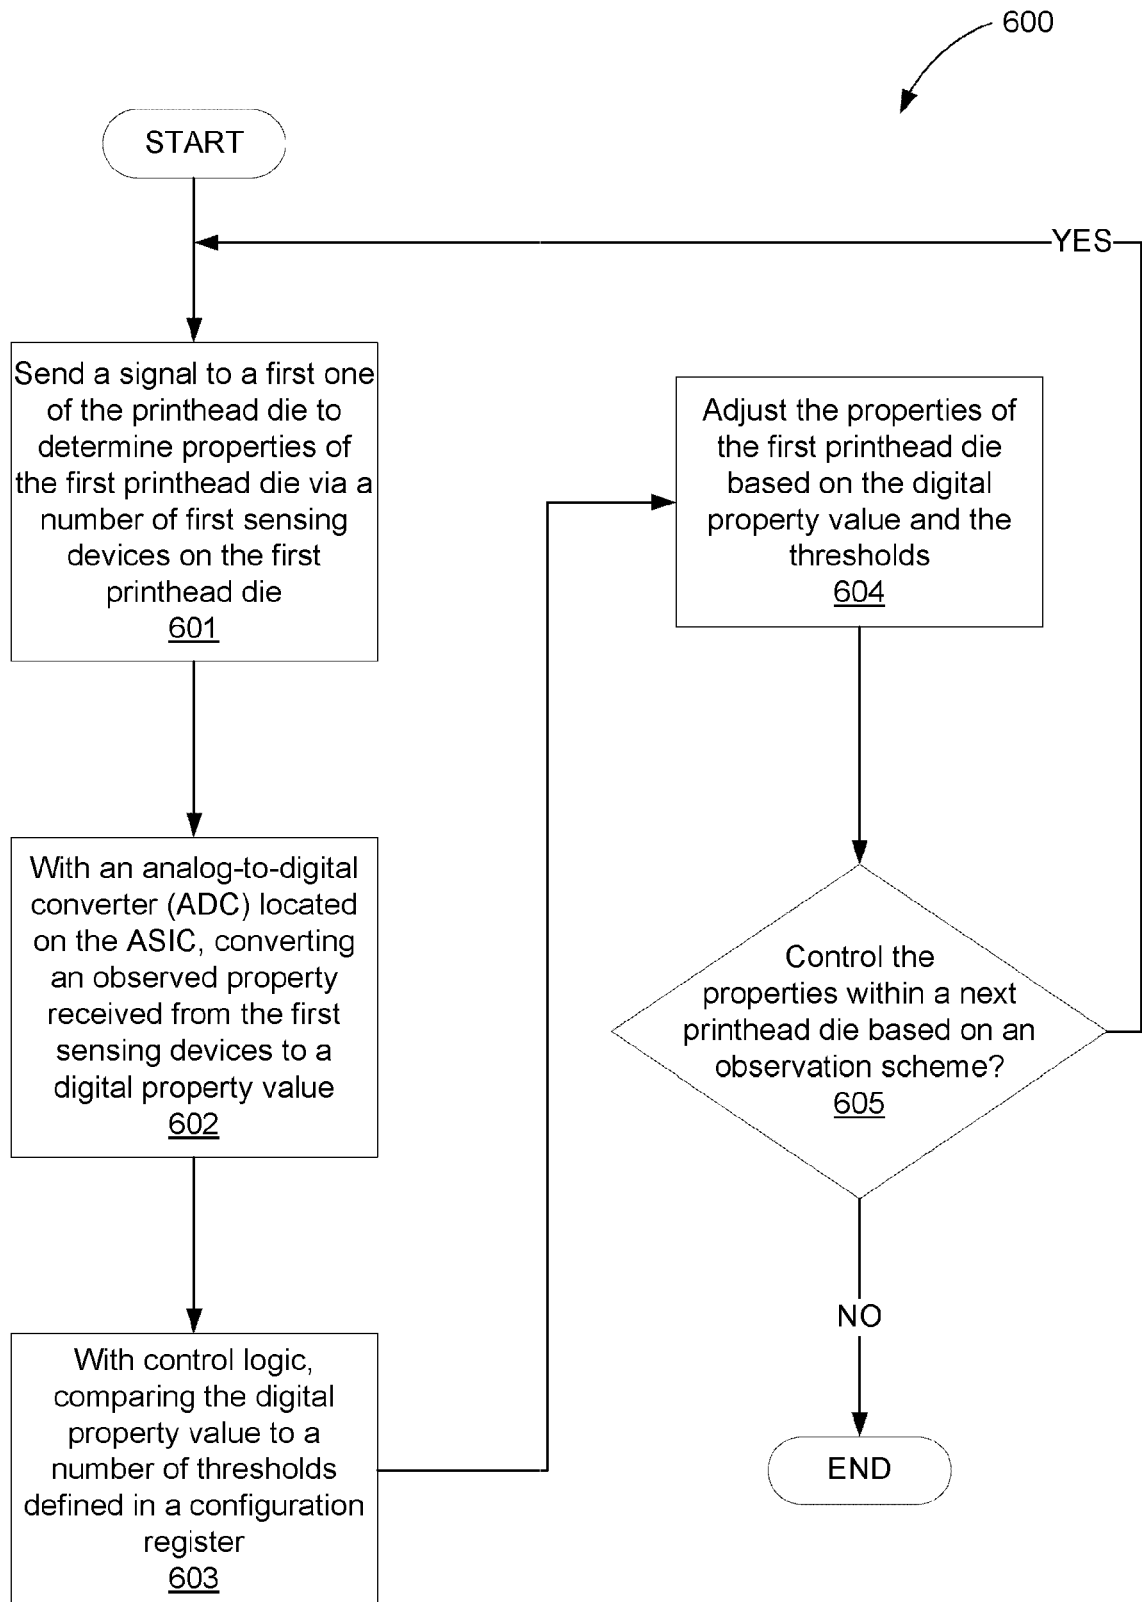 600
START
YES
Send a signal to a first one
of the printhead die to
determine properties of
the first printhead die via a
number of first sensing
devices on the first
printhead die
601
With an analog-to-digital
converter (ADC) located
on the ASIC, converting
an observed property
received from the first
sensing devices to a
digital property value
602
With control logic,
comparing the digital
property value to a
number of thresholds
defined in a configuration
register
603
Adjust the properties of
the first printhead die
based on the digital
property value and the
thresholds
604
Control the
properties within a next
printhead die based on an
observation scheme?
605
NO
END